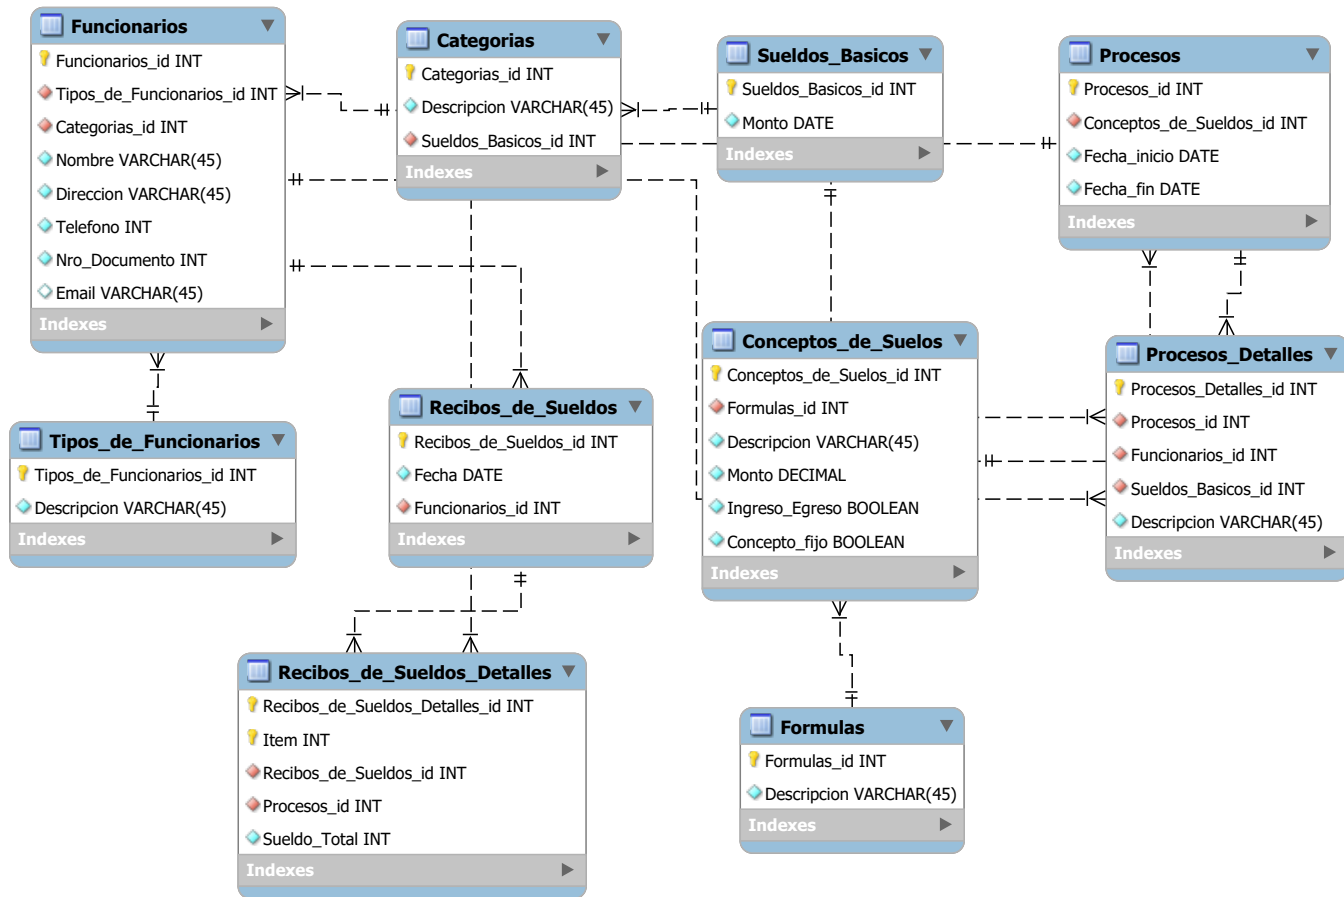 Funcionarios
Funcionarios_id INT
Tipos_de_Funcionarios_id INT
Categorias_id INT
Nombre VARCHAR(45)
Direccion VARCHAR(45)
Telefono INT
Nro_Documento INT
Email VARCHAR(45)
Indexes
Categorias
Categorias_id INT
Descripcion VARCHAR(45)
Sueldos_Basicos_id INT
Indexes
Sueldos_Basicos
Sueldos_Basicos_id INT
Monto DATE
Indexes
Procesos
Procesos_id INT
Conceptos_de_Sueldos_id INT
Fecha_inicio DATE
Fecha_fin DATE
Indexes
Tipos_de_Funcionarios
Tipos_de_Funcionarios_id INT
Descripcion VARCHAR(45)
Indexes
Recibos_de_Sueldos
Recibos_de_Sueldos_id INT
Fecha DATE
Funcionarios_id INT
Indexes
Conceptos_de_Suelos
Conceptos_de_Suelos_id INT
Formulas_id INT
Descripcion VARCHAR(45)
Monto DECIMAL
Ingreso_Egreso BOOLEAN
Concepto_fijo BOOLEAN
Indexes
Procesos_Detalles
Procesos_Detalles_id INT
Procesos_id INT
Funcionarios_id INT
Sueldos_Basicos_id INT
Descripcion VARCHAR(45)
Indexes
Recibos_de_Sueldos_Detalles
Recibos_de_Sueldos_Detalles_id INT
Item INT
Recibos_de_Sueldos_id INT
Procesos_id INT
Sueldo_Total INT
Indexes
Formulas
Formulas_id INT
Descripcion VARCHAR(45)
Indexes